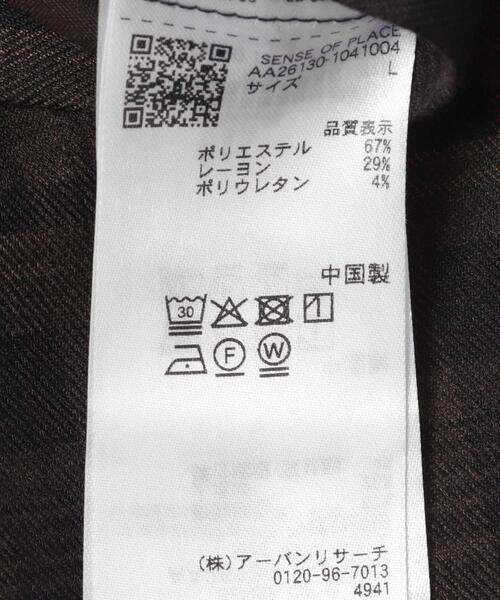 SENSE OF PLACE
AA26130-1041004
サイズ L
品質表示
ポリエステル 67%
レーヨン 29%
ポリウレタン 4%
中国製
30
F W
(株) アーバンリサーチ
0120-96-7013
4941